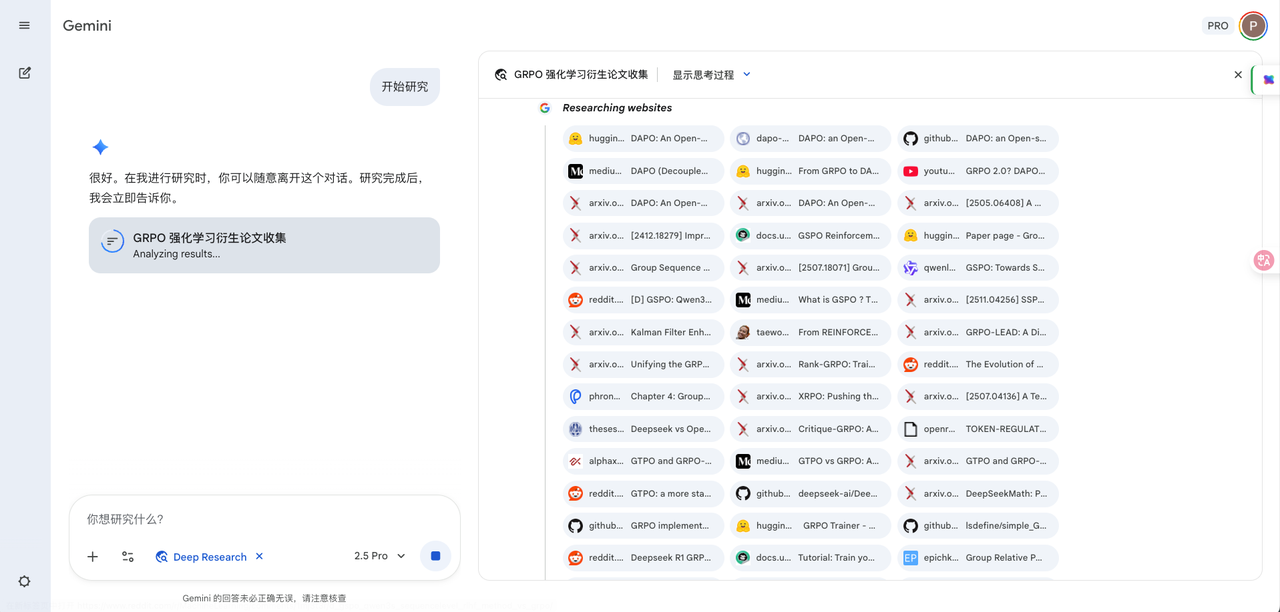 Gemini
PRO
P
开始研究
很好。在我进行研究时，你可以随意离开这个对话。研究完成后，
我会立即告诉你。
GRPO 强化学习衍生论文收集
Analyzing results...
你想研究什么?
Deep Research
2.5 Pro
Gemini 的回答未必正确无误，请注意核查
GRPO 强化学习衍生论文收集 显示思考过程
Researching websites
huggin... DAPO: An Open-... dapo-... DAPO: an Open-... github... DAPO: an Open-s...
mediu... DAPO (Decouple... huggin... From GRPO to DA... youtu... GRPO 2.0? DAPO...
arxiv.o... DAPO: An Open-... arxiv.o... DAPO: An Open-... arxiv.o... [2505.06408] A ...
arxiv.o... [2412.18279] Impr... docs.u... GSPO Reinforcem... huggin... Paper page - Gro...
arxiv.o... Group Sequence ... arxiv.o... [2507.18071] Grou... qwenl... GSPO: Towards S...
reddit.... [D] GSPO: Qwen3... mediu... What is GSPO ? T... arxiv.o... [2511.04256] SSP...
arxiv.o... Kalman Filter Enh... taewo... From REINFORCE... arxiv.o... GRPO-LEAD: A Di...
arxiv.o... Unifying the GRP... arxiv.o... Rank-GRPO: Trai... reddit.... The Evolution of ...
phron... Chapter 4: Group... arxiv.o... XRPO: Pushing th... arxiv.o... [2507.04136] A Te...
theses... Deepseek vs Ope... arxiv.o... Critique-GRPO: A... openr... TOKEN-REGULAT...
alphax... GTPO and GRPO-... mediu... GTPO vs GRPO: A... arxiv.o... GTPO and GRPO-...
reddit.... GTPO: a more sta... github... deepseek-ai/Dee... arxiv.o... DeepSeekMath: P...
github... GRPO implement... huggin... GRPO Trainer - ... github... lsdefine/simple_G...
reddit.... Deepseek R1 GRP... docs.u... Tutorial: Train yo... EP epichk... Group Relative P...